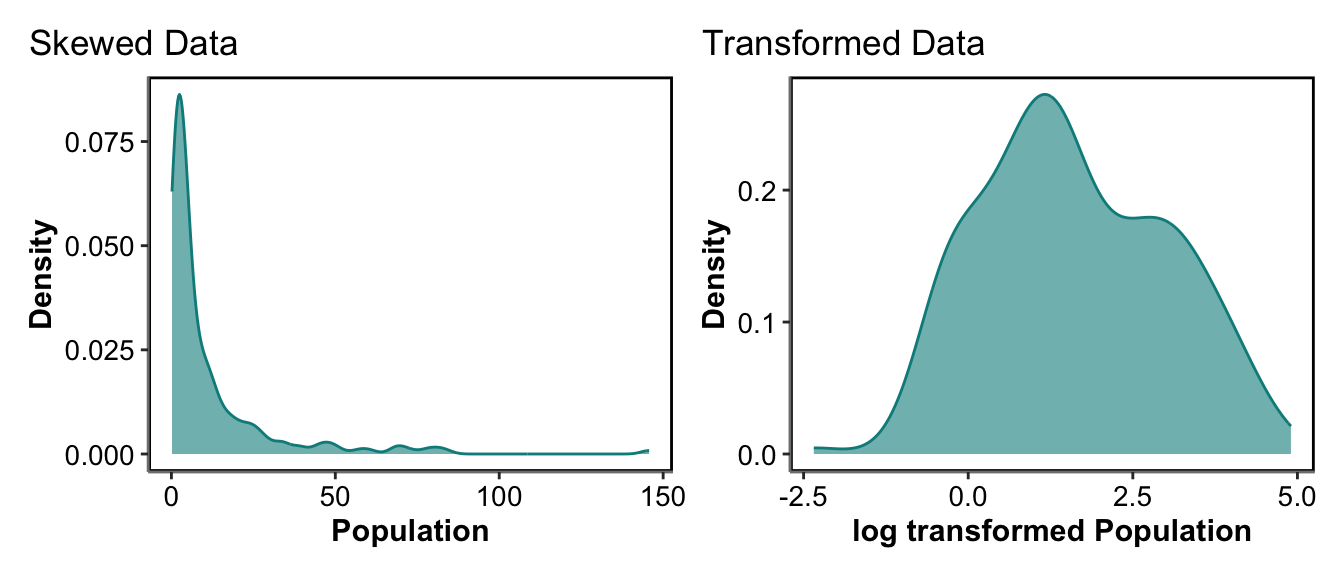 Skewed Data
Density
0.075
0.050
0.025
0.000
0 50 100 150
Population
Transformed Data
Density
0.2
0.1
0.0
-2.5 0.0 2.5 5.0
log transformed Population